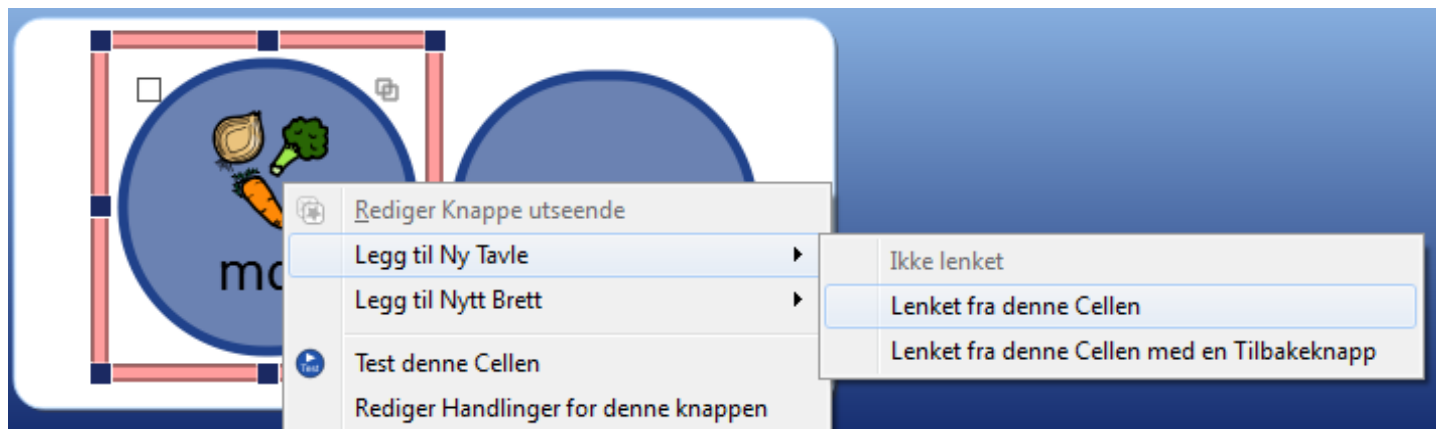 Rediger Knappe utseende
Legg til Ny Tavle
Legg til Nytt Brett
Test denne Cellen
Rediger Handlinger for denne knappen
Ikke lenket
Lenket fra denne Cellen
Lenket fra denne Cellen med en Tilbakeknapp